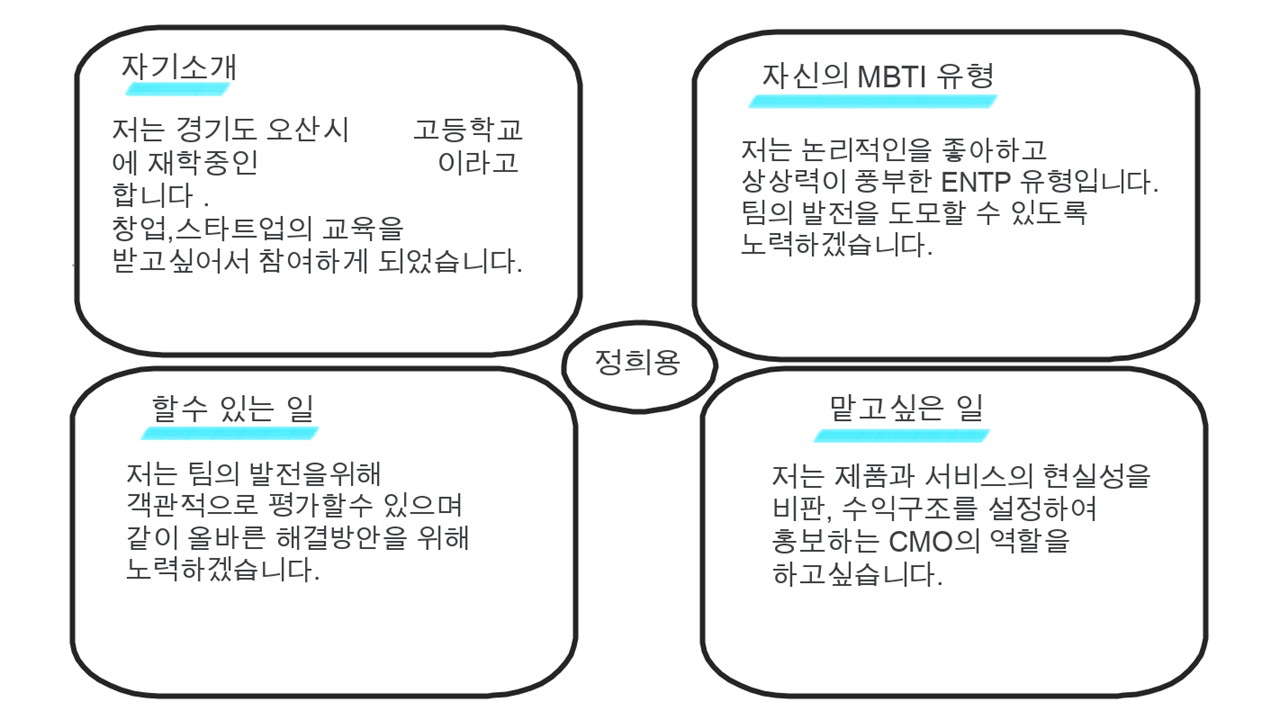 자기소개
저는 경기도 오산시 고등학교
에 재학중인 이라고
합니다 .
창업,스타트업의 교육을
받고싶어서 참여하게 되었습니다.
자신의 MBTI 유형
저는 논리적인을 좋아하고
상상력이 풍부한 ENTP 유형입니다.
팀의 발전을 도모할 수 있도록
노력하겠습니다.
정희용
할수 있는 일
저는 팀의 발전을위해
객관적으로 평가할수 있으며
같이 올바른 해결방안을 위해
노력하겠습니다.
맡고싶은 일
저는 제품과 서비스의 현실성을
비판, 수익구조를 설정하여
홍보하는 CMO의 역할을
하고싶습니다.